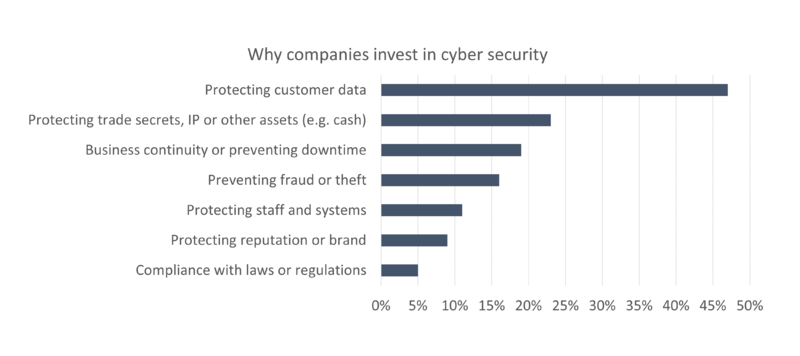 Why companies invest in cyber security
Protecting customer data
Protecting trade secrets, IP or other assets (e.g. cash)
Business continuity or preventing downtime
Preventing fraud or theft
Protecting staff and systems
Protecting reputation or brand
Compliance with laws or regulations
0% 5% 10% 15% 20% 25% 30% 35% 40% 45% 50%